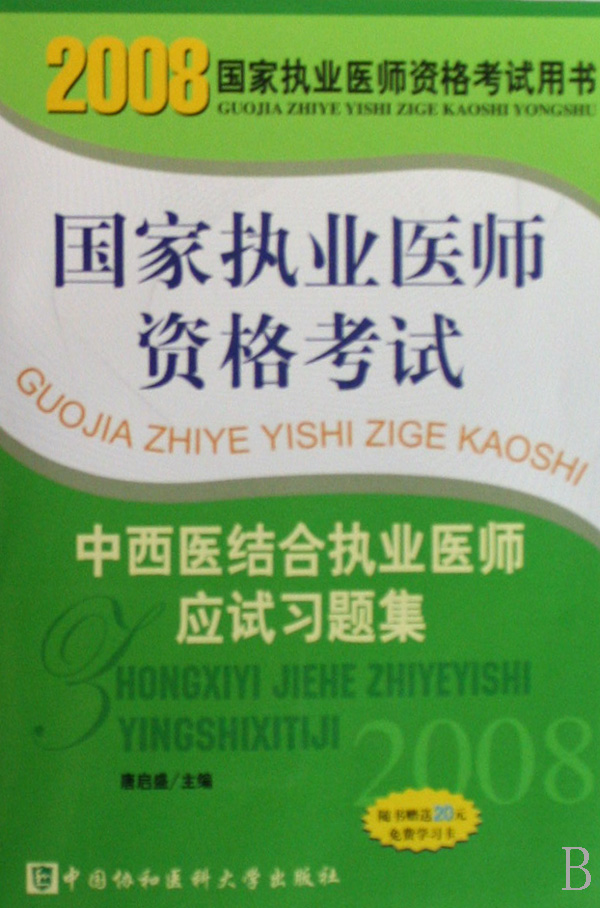 2008国家执业医师资格考试用书
GUOJIA ZHIYE YISHI ZIGE KAOSHI YONGSHU
国家执业医师
资格考试
GUOJIA ZHIYE YISHI ZIGE KAOSHI
中西医结合执业医师
应试习题集
ZHONGXIYI JIEHE ZHIYEYISHI
YINGSHIXITIJI
2008
唐启盛/主编
随书赠送20元
免费学习卡
中国协和医科大学出版社
B